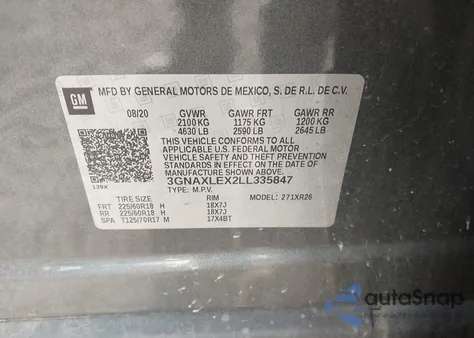 GM
MFD BY GENERAL MOTORS DE MEXICO, S. DE R.L. DE C.V.
08/20 GVWR GAWR FRT GAWR RR
2100 KG 1175 KG 1200 KG
4630 LB 2590 LB 2645 LB
THIS VEHICLE CONFORMS TO ALL
APPLICABLE U.S. FEDERAL MOTOR
VEHICLE SAFETY, BUMPER, AND THEFT
PREVENTION STANDARDS IN EFFECT ON
THE DATE OF MANUFACTURE SHOWN ABOVE.
139X 3GNAXLEX2LL335847
TYPE: M.P.V.
TIRE SIZE RIM MODEL: 271XR26
FRT 225/60R18 H 18X7J
RR 225/60R18 H 18X7J
SPA T125/70R17 M 17X4BT
autaSnap